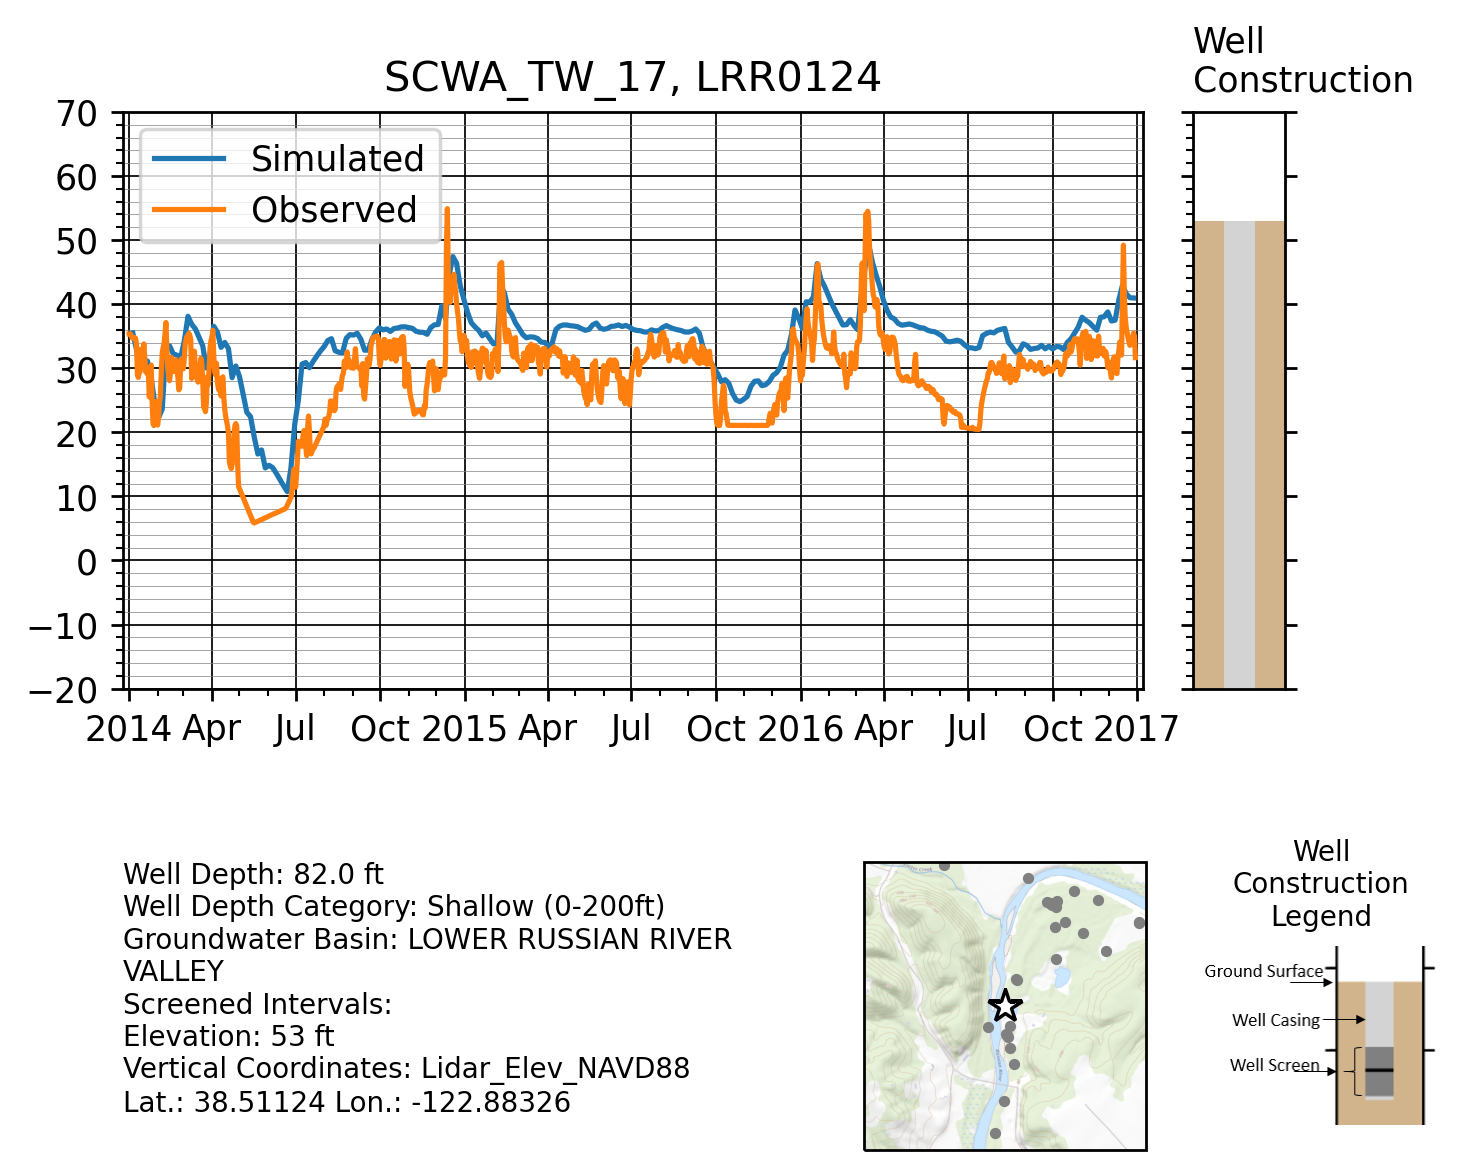 Well
Construction
SCWA_TW_17, LRR0124
Simulated
Observed
70
60
50
40
30
20
10
0
−10
−20
2014 Apr Jul Oct 2015 Apr Jul Oct 2016 Apr Jul Oct 2017
Well Depth: 82.0 ft
Well Depth Category: Shallow (0-200ft)
Groundwater Basin: LOWER RUSSIAN RIVER
VALLEY
Screened Intervals:
Elevation: 53 ft
Vertical Coordinates: Lidar_Elev_NAVD88
Lat.: 38.51124 Lon.: -122.88326
Well
Construction
Legend
Ground Surface
Well Casing
Well Screen